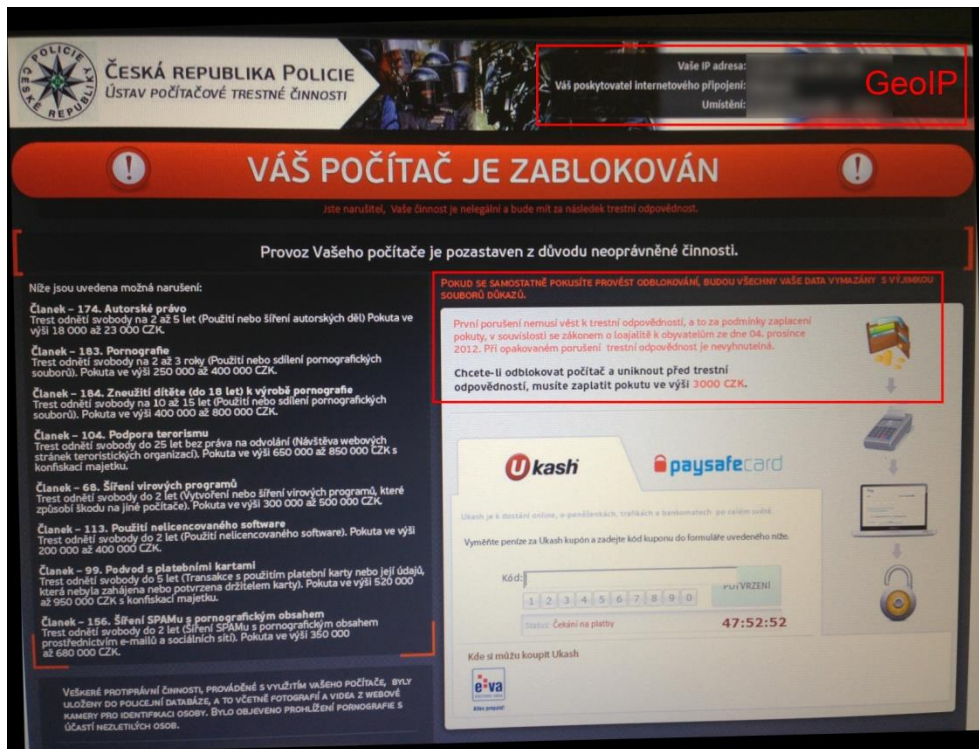 POLICIE
ČESKÉ REPUBLIKY
ČESKÁ REPUBLIKA POLICIE
ÚSTAV POČÍTAČOVÉ TRESTNÉ ČINNOSTI
Vaše IP adresa:
Váš poskytovatel internetového připojení:
Umístění:
GeoIP
VÁŠ POČÍTAČ JE ZABLOKOVÁN
Jste narušitel, Vaše činnost je nelegální a bude mít za následek trestní odpovědnost.
Provoz Vašeho počítače je pozastaven z důvodu neoprávněné činnosti.
Níže jsou uvedena možná narušení:
Článek – 174. Autorské právo
Trest odnětí svobody na 2 až 5 let (Použití nebo šíření autorských děl) Pokuta ve
výši 18 000 až 23 000 CZK.
Článek – 183. Pornografie
Trest odnětí svobody na 2 až 3 roky (Použití nebo sdílení pornografických
souborů). Pokuta ve výši 250 000 až 400 000 CZK.
Článek – 184. Zneužití dítěte (do 18 let) k výrobě pornografie
Trest odnětí svobody na 10 až 15 let (Použití nebo sdílení pornografických
souborů). Pokuta ve výši 400 000 až 800 000 CZK.
Článek – 104. Podpora terorismu
Trest odnětí svobody do 25 let bez práva na odvolání (Návštěva webových
stránek teroristických organizací). Pokuta ve výši 650 000 až 850 000 CZK s
konfiskací majetku.
Článek – 68. Šíření virových programů
Trest odnětí svobody do 2 let (Vytvoření nebo šíření virových programů, které
způsobí škodu na jiné počítače). Pokuta ve výši 300 000 až 500 000 CZK.
Článek – 113. Použití nelicencovaného software
Trest odnětí svobody do 2 let (Použití nelicencovaného software). Pokuta ve výši
200 000 až 400 000 CZK.
Článek – 99. Podvod s platebními kartami
Trest odnětí svobody do 5 let (Transakce s použitím platební karty nebo její údajů,
která nebyla zahájena nebo potvrzena držitelem karty). Pokuta ve výši 520 000
až 950 000 CZK s konfiskací majetku.
Článek – 156. Šíření SPAMu s pornografickým obsahem
Trest odnětí svobody do 2 let (Šíření SPAMu s pornografickým obsahem
prostřednictvím e-mailů a sociálních sítí). Pokuta ve výši 350 000
až 680 000 CZK.
VEŠKERÉ PROTIPRÁVNÍ ČINNOSTI, PROVÁDĚNÉ S VYUŽITÍM VAŠEHO POČÍTAČE, BYLY
ULOŽENY DO POLICEJNÍ DATABÁZE, A TO VČETNĚ FOTOGRAFIÍ A VIDEA Z WEBOVÉ
KAMERY PRO IDENTIFIKACI OSOBY. BYLO OBJEVENO PROHLÍŽENÍ PORNOGRAFIE S
ÚČASTÍ NEZLETILÝCH OSOB.
POKUD SE SAMOSTATNĚ POKUSÍTE PROVÉST ODBLOKOVÁNÍ, BUDOU VŠECHNY VAŠE DATA VYMAZÁNY S VÝJIMKOU
SOUBORŮ DŮKAZŮ.
První porušení nemusí vést k trestní odpovědnosti, a to za podmínky zaplacení
pokuty, v souvislosti se zákonem o loajalitě k obyvatelům ze dne 04. prosince
2012. Při opakovaném porušení trestní odpovědnost je nevyhnutelná.
Chcete-li odblokovat počítač a uniknout před trestní
odpovědností, musíte zaplatit pokutu ve výši 3000 CZK.
Ukash
paysafecard
Ukash je k dostání online, e-peněženkách, trafikách a bankomatech po celém světě.
Vyměňte peníze za Ukash kupón a zadejte kód kuponu do formuláře uvedeného níže.
Kód:
POTVRZENÍ
1 2 3 4 5 6 7 8 9 0
Status: Čekání na platby
47:52:52
Kde si můžu koupit Ukash
e·va